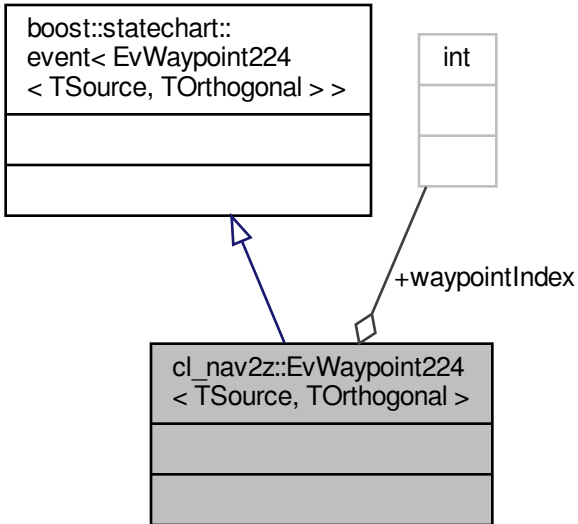 boost::statechart::
event< EvWaypoint224
< TSource, TOrthogonal > >
int
+waypointIndex
cl_nav2z::EvWaypoint224
< TSource, TOrthogonal >